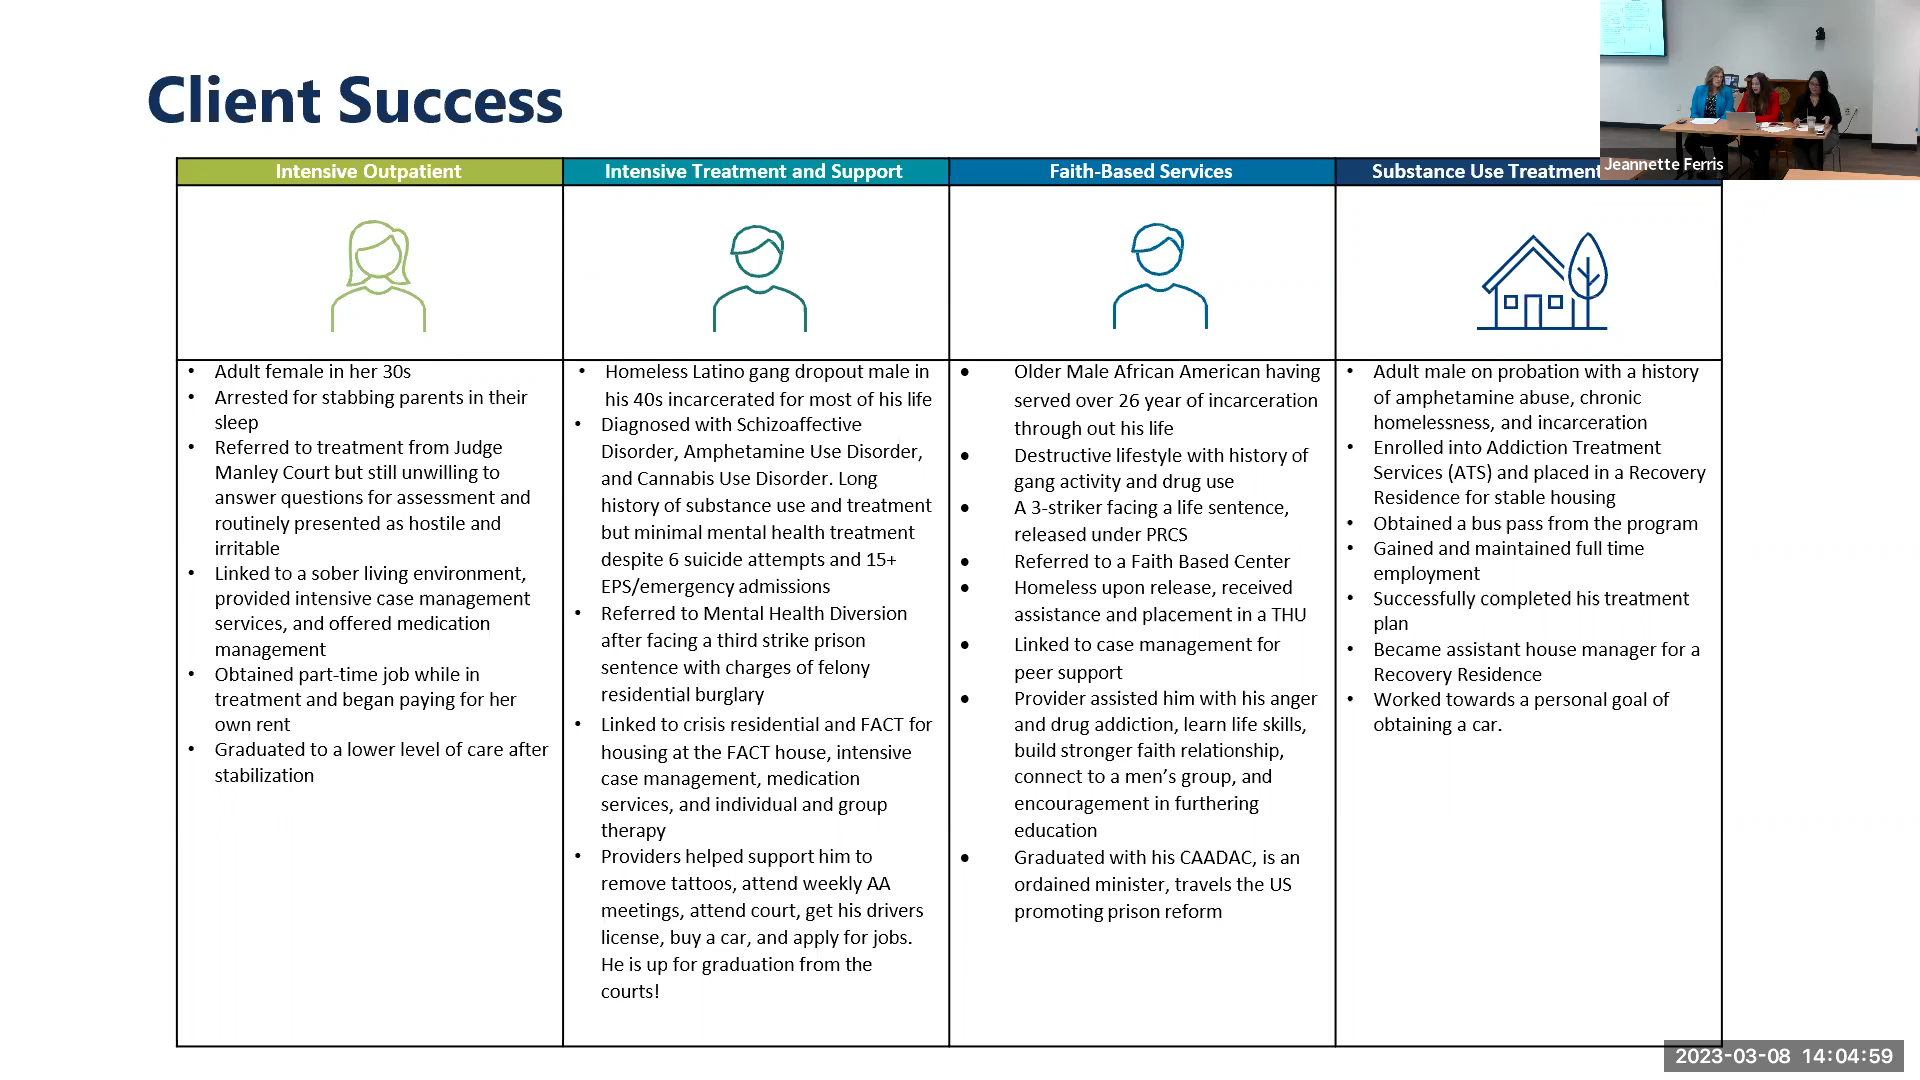 Client Success
Intensive Outpatient
Intensive Treatment and Support
Faith-Based Services
Substance Use Treatment
Jeannette Ferris
• Adult female in her 30s
• Arrested for stabbing parents in their
sleep
• Referred to treatment from Judge
Manley Court but still unwilling to
answer questions for assessment and
routinely presented as hostile and
irritable
• Linked to a sober living environment,
provided intensive case management
services, and offered medication
management
• Obtained part-time job while in
treatment and began paying for her
own rent
• Graduated to a lower level of care after
stabilization
• Homeless Latino gang dropout male in
his 40s incarcerated for most of his life
• Diagnosed with Schizoaffective
Disorder, Amphetamine Use Disorder,
and Cannabis Use Disorder. Long
history of substance use and treatment
but minimal mental health treatment
despite 6 suicide attempts and 15+
EPS/emergency admissions
• Referred to Mental Health Diversion
after facing a third strike prison
sentence with charges of felony
residential burglary
• Linked to crisis residential and FACT for
housing at the FACT house, intensive
case management, medication
services, and individual and group
therapy
• Providers helped support him to
remove tattoos, attend weekly AA
meetings, attend court, get his drivers
license, buy a car, and apply for jobs.
He is up for graduation from the
courts!
• Older Male African American having
served over 26 year of incarceration
through out his life
• Destructive lifestyle with history of
gang activity and drug use
• A 3-striker facing a life sentence,
released under PRCS
• Referred to a Faith Based Center
• Homeless upon release, received
assistance and placement in a THU
• Linked to case management for
peer support
• Provider assisted him with his anger
and drug addiction, learn life skills,
build stronger faith relationship,
connect to a men’s group, and
encouragement in furthering
education
• Graduated with his CAADAC, is an
ordained minister, travels the US
promoting prison reform
• Adult male on probation with a history
of amphetamine abuse, chronic
homelessness, and incarceration
• Enrolled into Addiction Treatment
Services (ATS) and placed in a Recovery
Residence for stable housing
• Obtained a bus pass from the program
• Gained and maintained full time
employment
• Successfully completed his treatment
plan
• Became assistant house manager for a
Recovery Residence
• Worked towards a personal goal of
obtaining a car.
2023-03-08 14:04:59